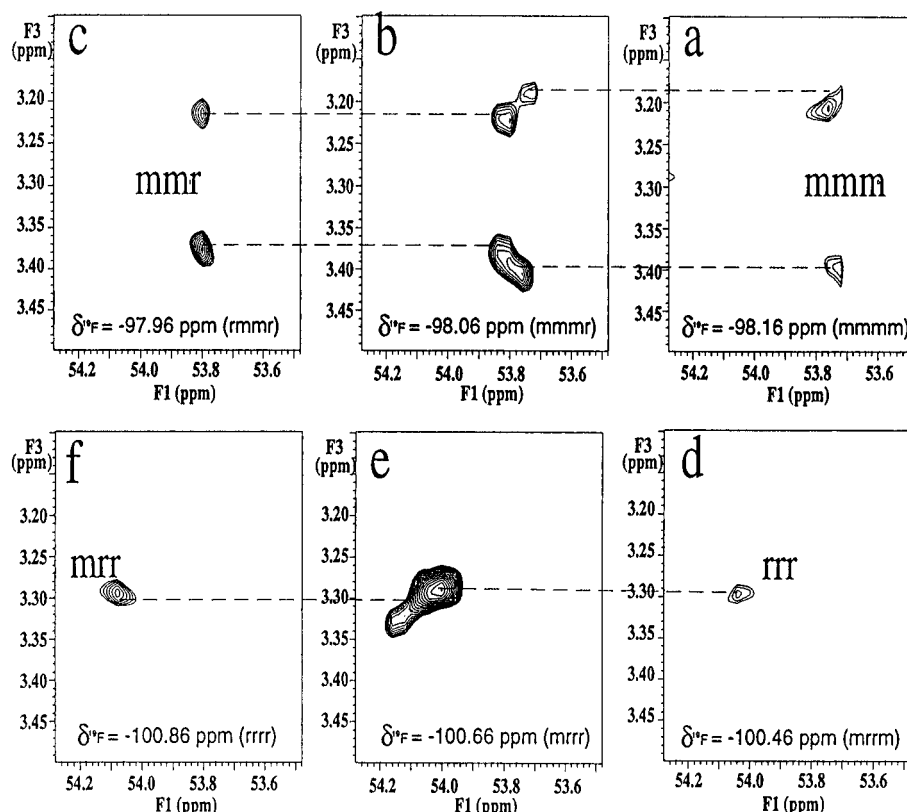 c
F3
(ppm)
3.20
3.25
3.30
3.35
3.40
3.45
mmr
δ¹⁹F = -97.96 ppm (rmmr)
54.2 54.0 53.8 53.6
F1 (ppm)
b
F3
(ppm)
3.20
3.25
3.30
3.35
3.40
3.45
δ¹⁹F = -98.06 ppm (mmmr)
54.2 54.0 53.8 53.6
F1 (ppm)
a
F3
(ppm)
3.20
3.25
3.30
3.35
3.40
3.45
mmm
δ¹⁹F = -98.16 ppm (mmmm)
54.2 54.0 53.8 53.6
F1 (ppm)
f
F3
(ppm)
3.20
3.25
3.30
3.35
3.40
3.45
mrr
δ¹⁹F = -100.86 ppm (rrrr)
54.2 54.0 53.8 53.6
F1 (ppm)
e
F3
(ppm)
3.20
3.25
3.30
3.35
3.40
3.45
δ¹⁹F = -100.66 ppm (mrrr)
54.2 54.0 53.8 53.6
F1 (ppm)
d
F3
(ppm)
3.20
3.25
3.30
3.35
3.40
3.45
rrr
δ¹⁹F = -100.46 ppm (mrrm)
54.2 54.0 53.8 53.6
F1 (ppm)